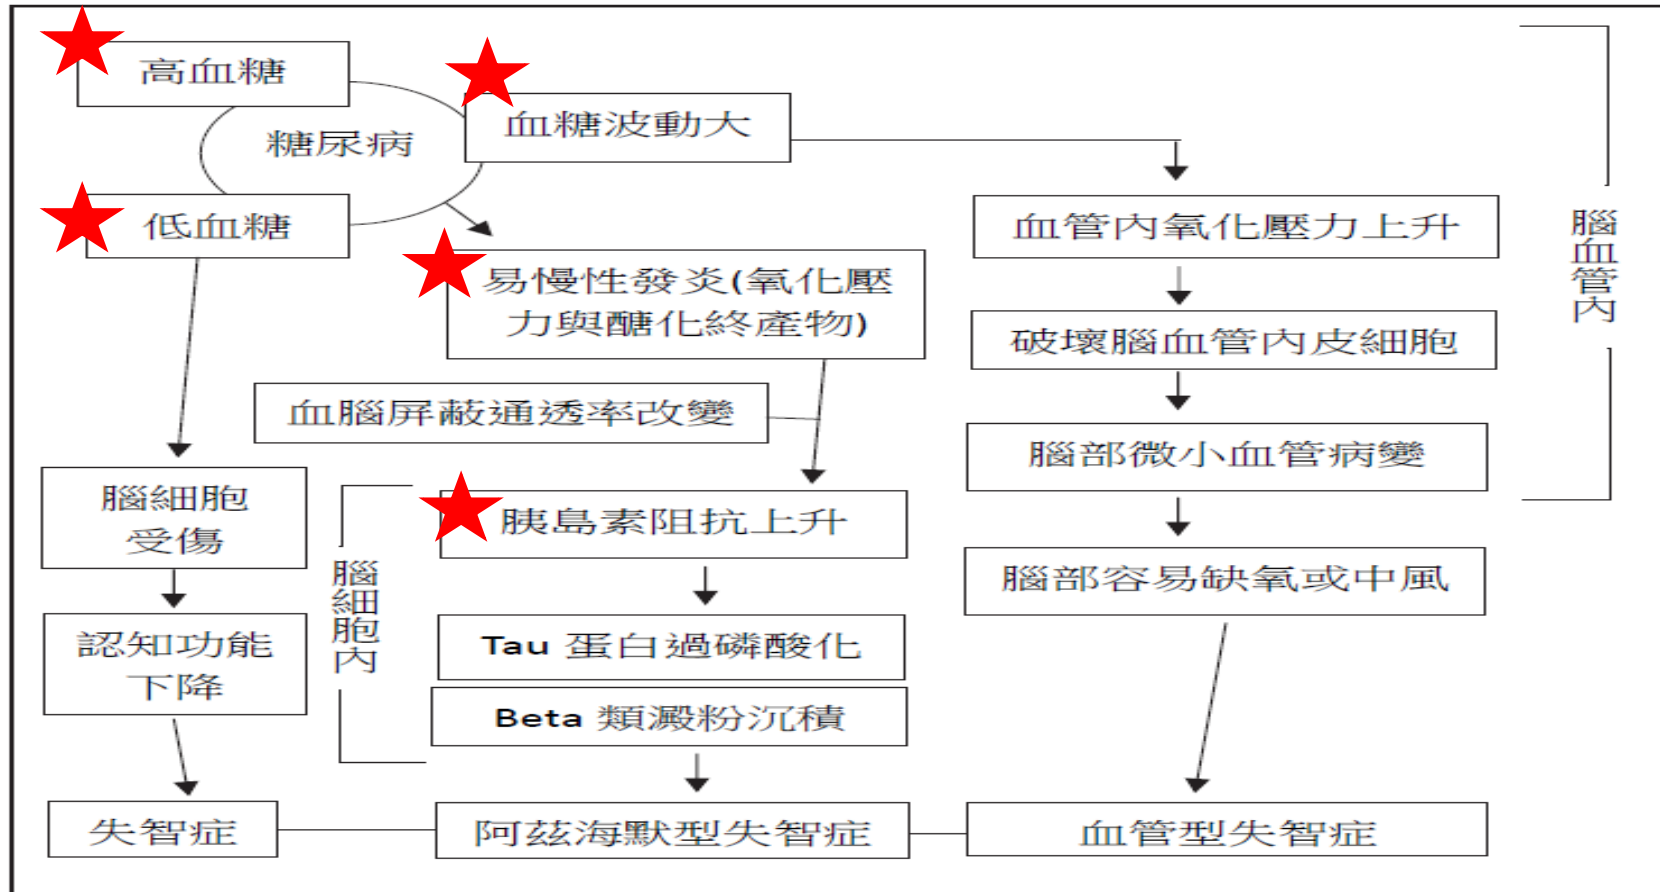 高血糖
糖尿病
血糖波動大
低血糖
易慢性發炎(氧化壓
力與醣化終產物)
血腦屏蔽通透率改變
腦細胞
受傷
認知功能
下降
失智症
腦細胞內
胰島素阻抗上升
Tau 蛋白過磷酸化
Beta 類澱粉沉積
阿茲海默型失智症
血管內氧化壓力上升
破壞腦血管內皮細胞
腦部微小血管病變
腦部容易缺氧或中風
血管型失智症
腦血管內